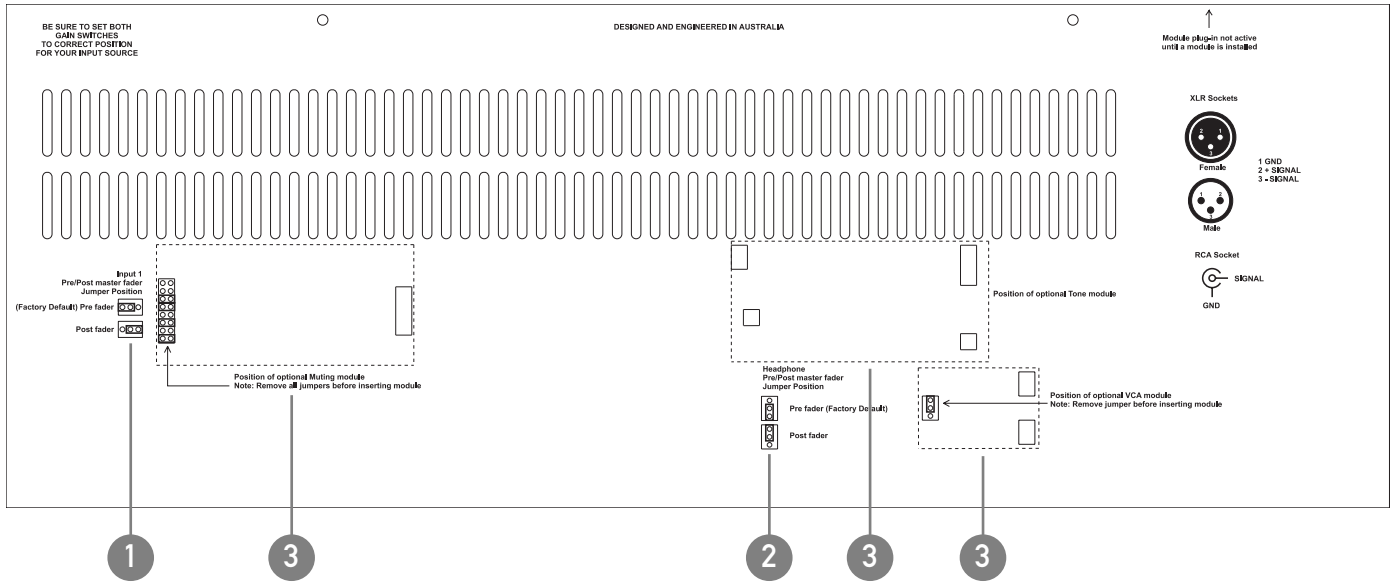 BE SURE TO SET BOTH
GAIN SWITCHES
TO CORRECT POSITION
FOR YOUR INPUT SOURCE
DESIGNED AND ENGINEERED IN AUSTRALIA
Module plug-in not active
until a module is installed
XLR Sockets
2 1
3
Female
1 GND
2 + SIGNAL
3 - SIGNAL
1 2
3
Male
RCA Socket
SIGNAL
GND
Input 1
Pre/Post master fader
Jumper Position
(Factory Default) Pre fader
Post fader
Position of optional Muting module
Note: Remove all jumpers before inserting module
Position of optional Tone module
Headphone
Pre/Post master fader
Jumper Position
Pre fader (Factory Default)
Post fader
Position of optional VCA module
Note: Remove jumper before inserting module
1
3
2
3
3